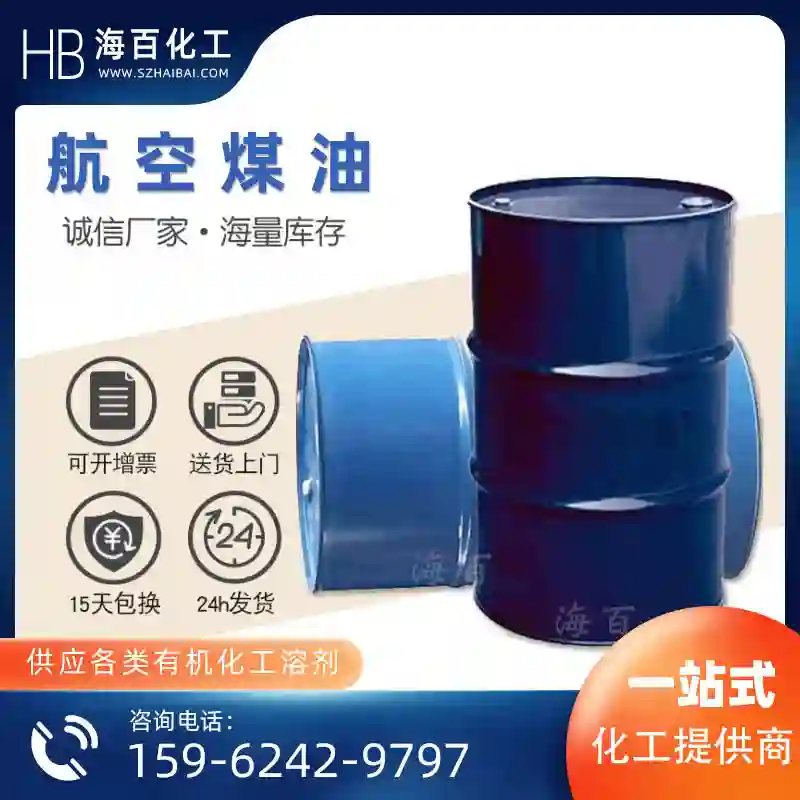 HB 海百化工
WWW.SZHAIBAI.COM
航空煤油
诚信厂家·海量库存
可开增票
送货上门
¥
24
15天包换
24h发货
海百
海百
供应各类有机化工溶剂
一站式
化工提供商
咨询电话:
159-6242-9797